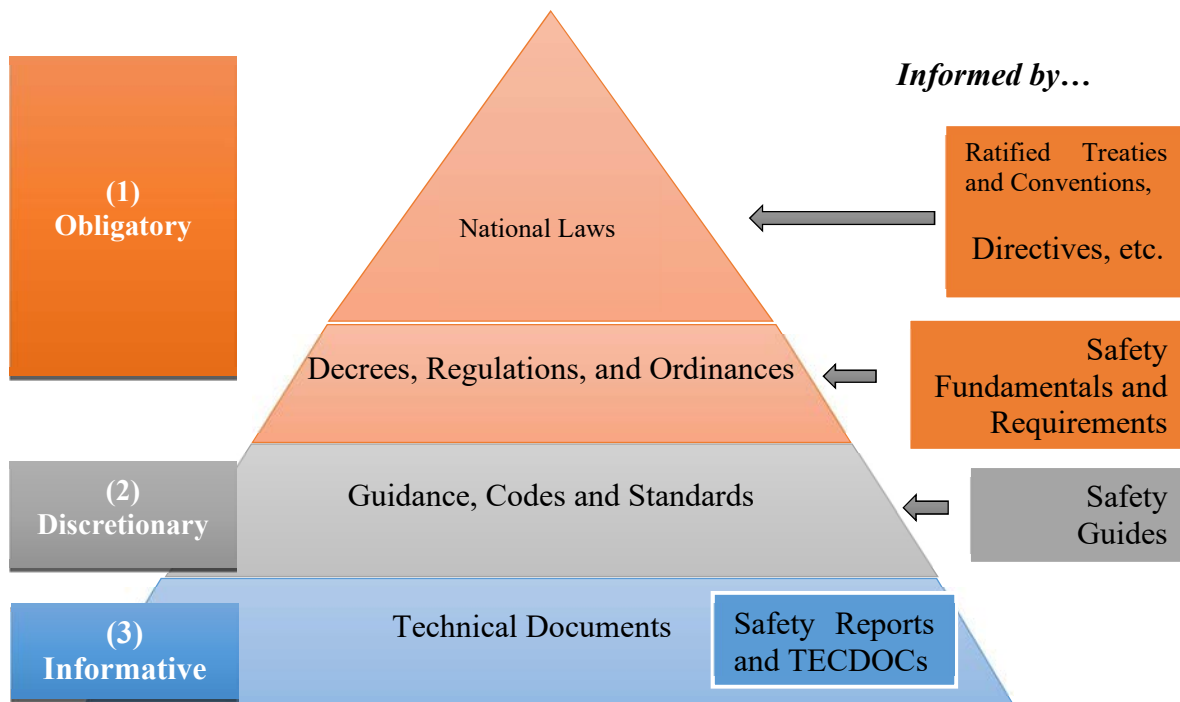 Informed by…
(1)
Obligatory
National Laws
Ratified Treaties
and Conventions,
Directives, etc.
Decrees, Regulations, and Ordinances
Safety
Fundamentals and
Requirements
(2)
Discretionary
Guidance, Codes and Standards
Safety
Guides
(3)
Informative
Technical Documents
Safety Reports
and TECDOCs